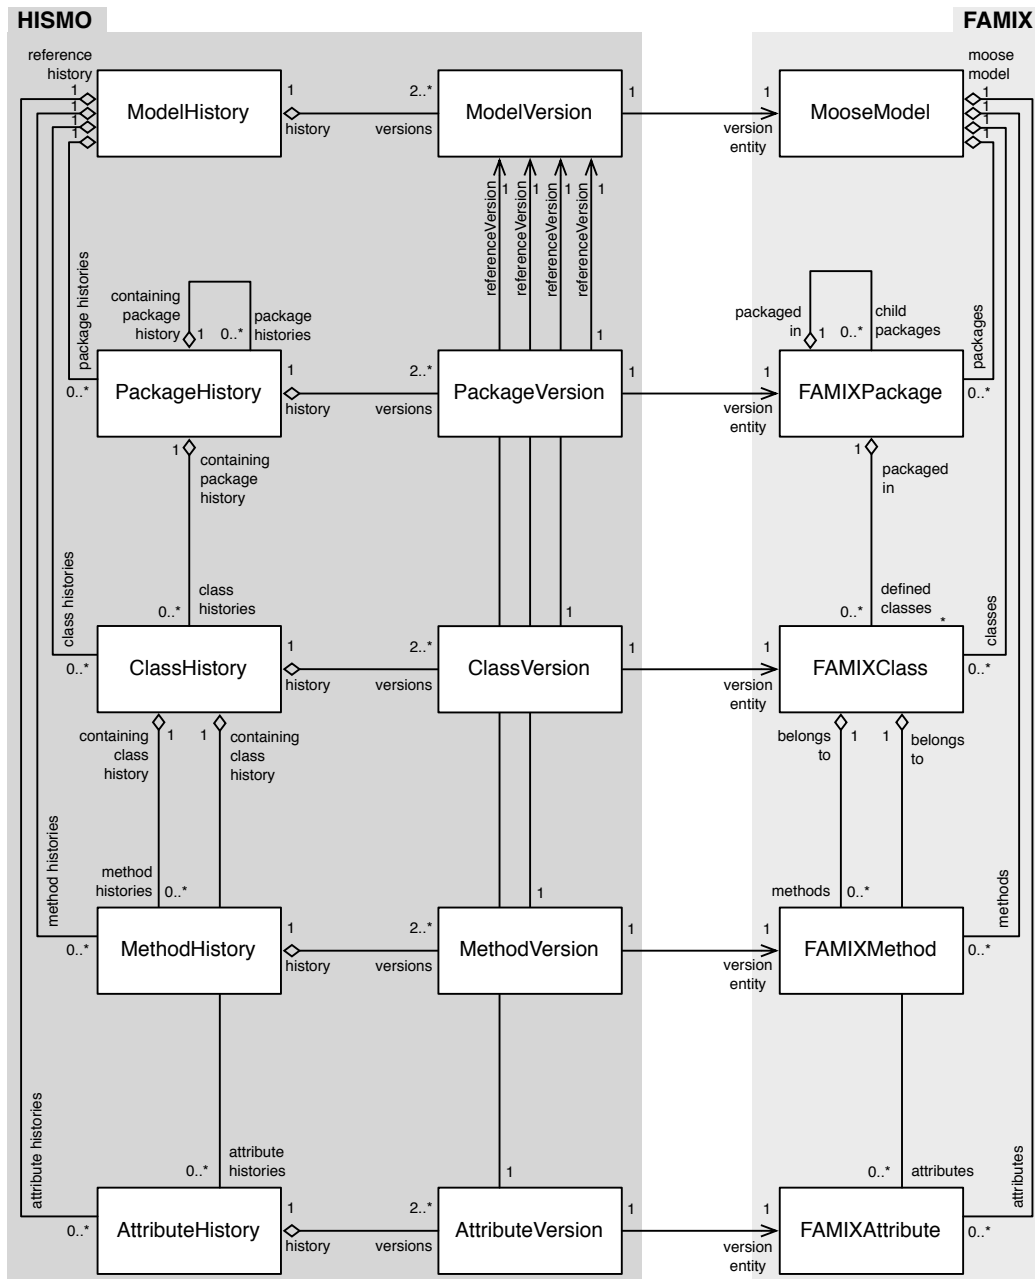 HISMO
FAMIX
reference
history
moose
model
1
1
1
1
ModelHistory
1
history
2..*
versions
ModelVersion
1
1
version
entity
MooseModel
1
1
1
1
referenceVersion
1
referenceVersion
1
referenceVersion
1
referenceVersion
1
package histories
containing
package
history
1
0..*
package
histories
1
packaged
in
1
0..*
child
packages
packages
0..*
PackageHistory
1
history
2..*
versions
PackageVersion
1
1
version
entity
FAMIXPackage
0..*
1
containing
package
history
1
packaged
in
class histories
0..*
class
histories
1
0..*
defined
classes
*
classes
0..*
ClassHistory
1
history
2..*
versions
ClassVersion
1
1
version
entity
FAMIXClass
0..*
containing
class
history
1
1
containing
class
history
belongs
to
1
1
belongs
to
method histories
method
histories
0..*
1
methods
0..*
methods
0..*
MethodHistory
1
history
2..*
versions
MethodVersion
1
1
version
entity
FAMIXMethod
0..*
attribute histories
0..*
attribute
histories
1
0..*
attributes
attributes
0..*
AttributeHistory
1
history
2..*
versions
AttributeVersion
1
1
version
entity
FAMIXAttribute
0..*